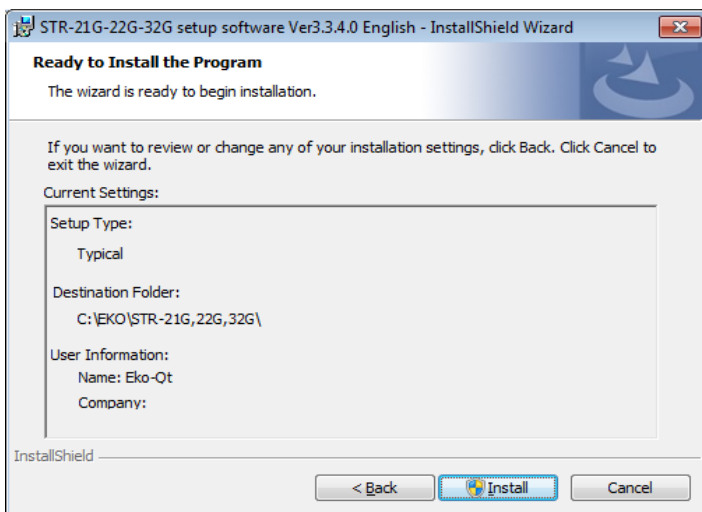 STR-21G-22G-32G setup software Ver3.3.4.0 English - InstallShield Wizard
Ready to Install the Program
The wizard is ready to begin installation.
If you want to review or change any of your installation settings, click Back. Click Cancel to
exit the wizard.
Current Settings:
Setup Type:
Typical
Destination Folder:
C:\EKO\STR-21G,22G,32G\
User Information:
Name: Eko-Qt
Company:
InstallShield
< Back
Install
Cancel